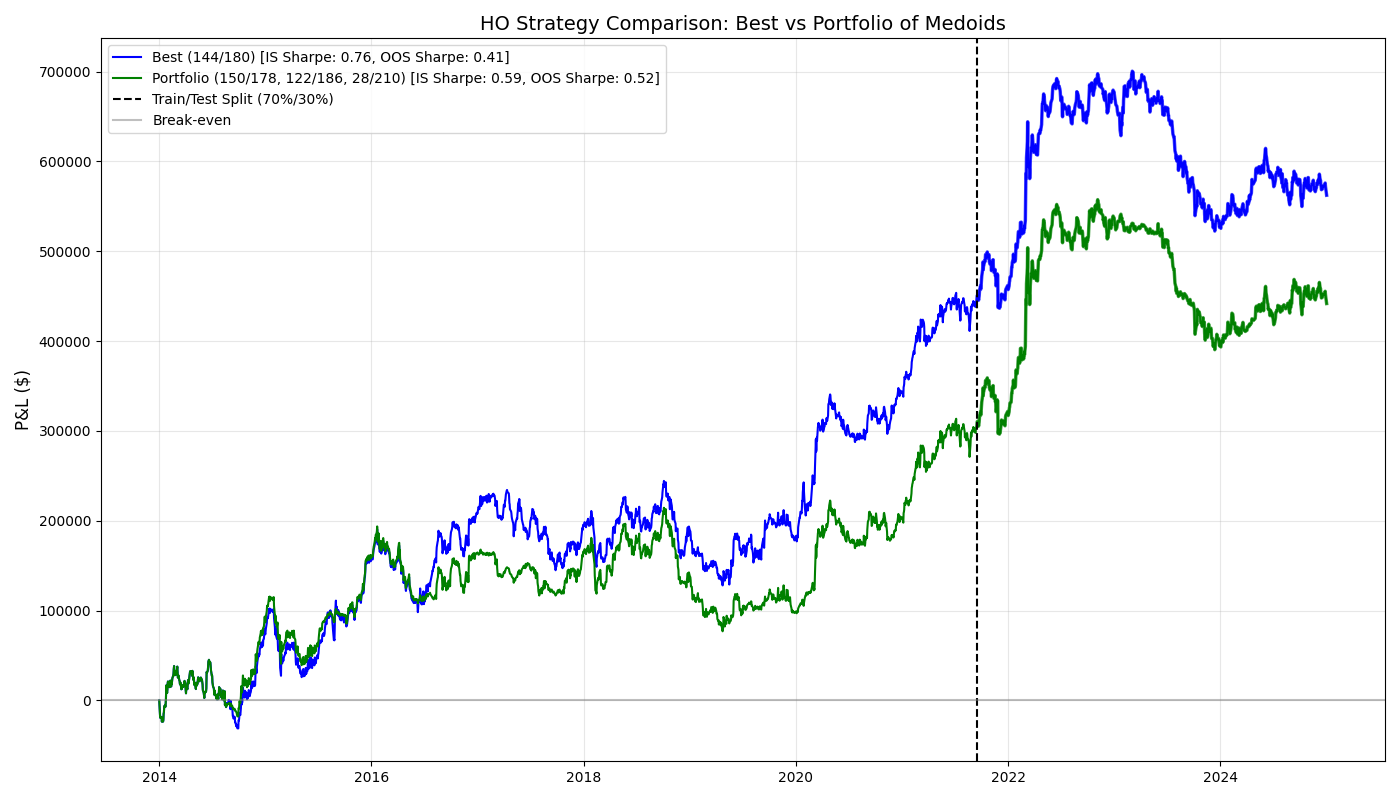 HO Strategy Comparison: Best vs Portfolio of Medoids
Best (144/180) [IS Sharpe: 0.76, OOS Sharpe: 0.41]
Portfolio (150/178, 122/186, 28/210) [IS Sharpe: 0.59, OOS Sharpe: 0.52]
Train/Test Split (70%/30%)
Break-even
P&L ($)
700000
600000
500000
400000
300000
200000
100000
0
2014 2016 2018 2020 2022 2024